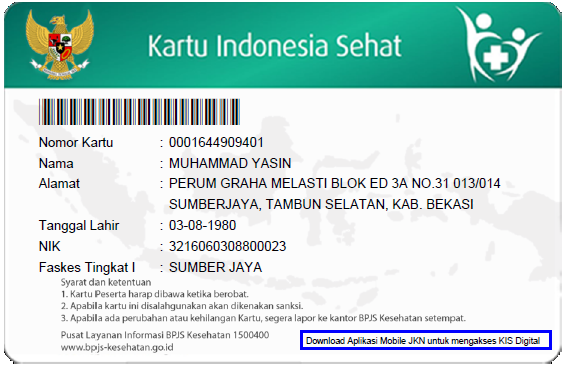 Kartu Indonesia Sehat
Nomor Kartu : 0001644909401
Nama : MUHAMMAD YASIN
Alamat : PERUM GRAHA MELASTI BLOK ED 3A NO.31 013/014
SUMBERJAYA, TAMBUN SELATAN, KAB. BEKASI
Tanggal Lahir : 03-08-1980
NIK : 3216060308800023
Faskes Tingkat I : SUMBER JAYA
Syarat dan ketentuan
1. Kartu Peserta harap dibawa ketika berobat.
2. Apabila kartu ini disalahgunakan akan dikenakan sanksi.
3. Apabila ada perubahan atau kehilangan Kartu, segera lapor ke kantor BPJS Kesehatan setempat.
Pusat Layanan Informasi BPJS Kesehatan 1500400
www.bpjs-kesehatan.go.id
Download Aplikasi Mobile JKN untuk mengakses KIS Digital